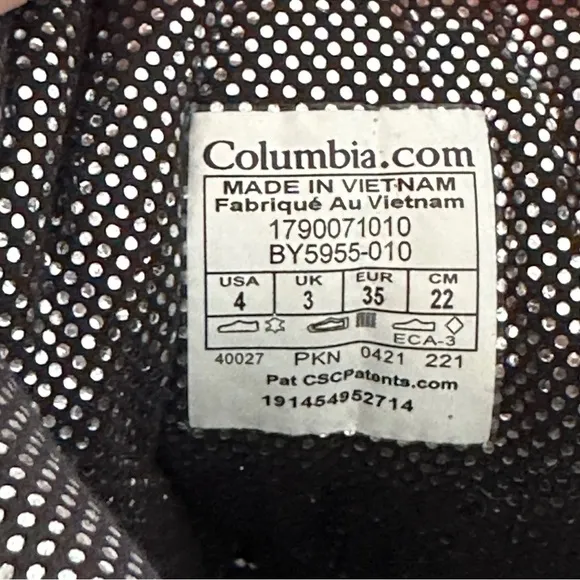 Columbia.com
MADE IN VIETNAM
Fabriqué Au Vietnam
1790071010
BY5955-010
USA UK EUR CM
4 3 35 22
ECA-3
40027 PKN 0421 221
Pat CSCPatents.com
191454952714